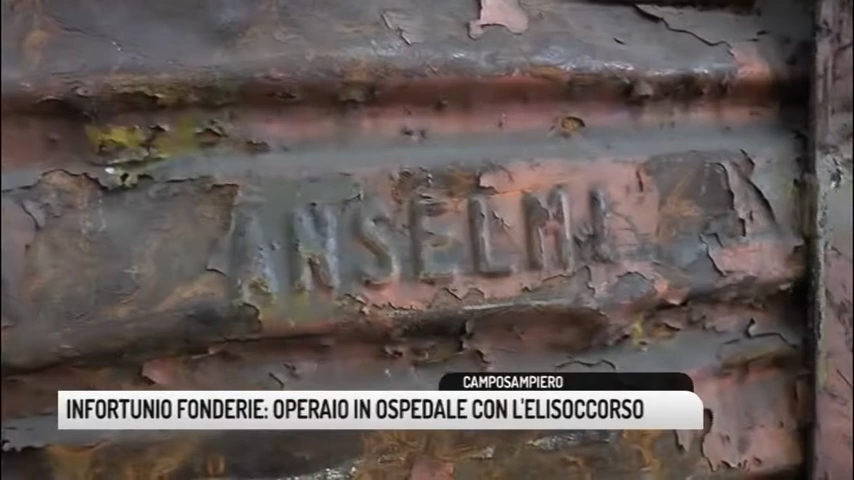 ANSELMI
CAMPOSAMPIERO
INFORTUNIO FONDERIE: OPERAIO IN OSPEDALE CON L'ELISOCCORSO